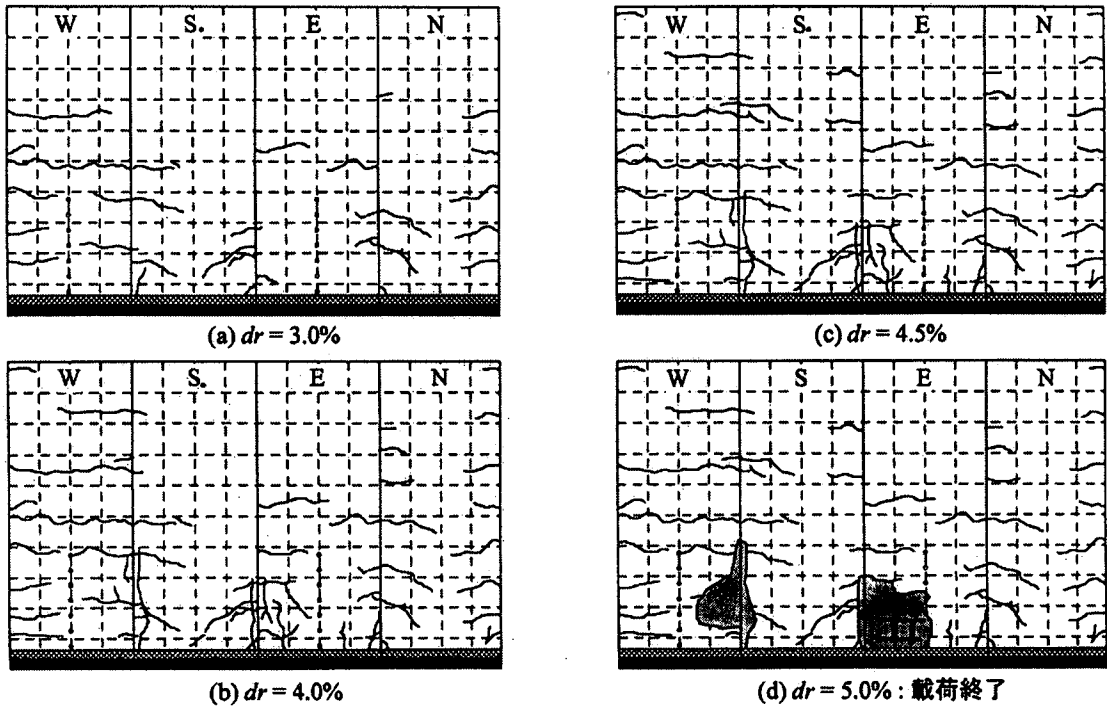 W S. E N
(a) dr = 3.0%
W S. E N
(b) dr = 4.0%
W S. E N
(c) dr = 4.5%
W S E N
(d) dr = 5.0% : 載荷終了